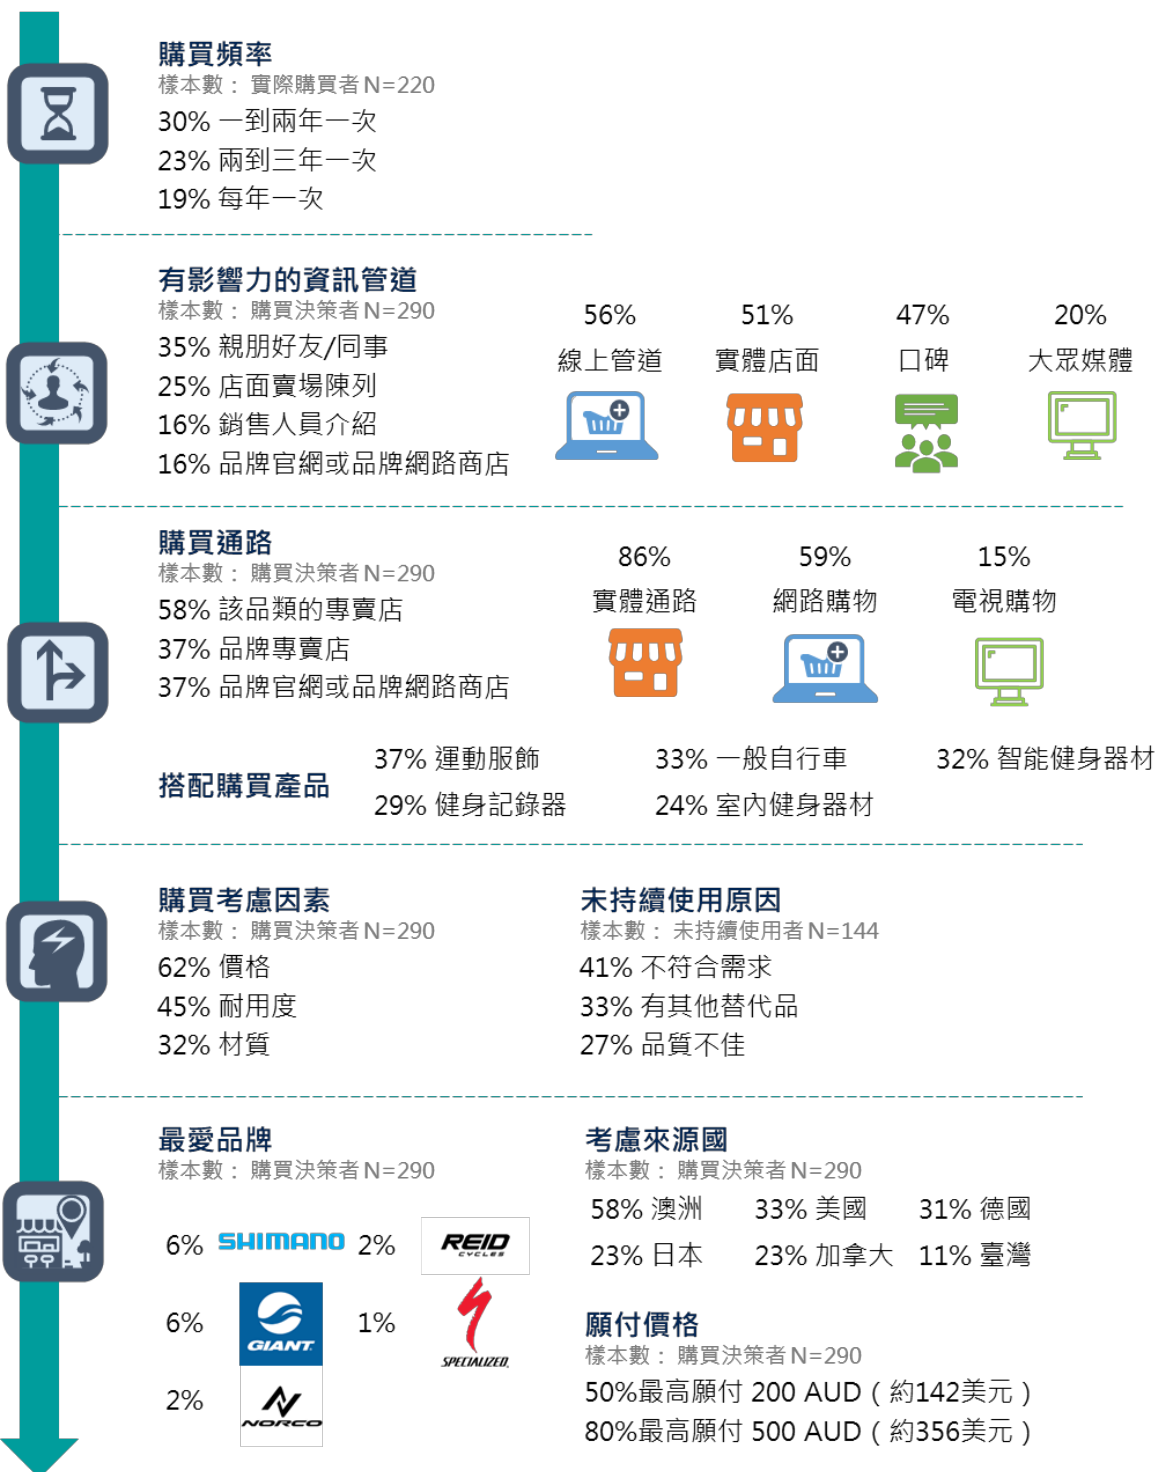 購買頻率
樣本數： 實際購買者 N=220
30% 一到兩年一次
23% 兩到三年一次
19% 每年一次
有影響力的資訊管道
樣本數： 購買決策者 N=290
35% 親朋好友/同事
25% 店面賣場陳列
16% 銷售人員介紹
16% 品牌官網或品牌網路商店
56% 51% 47% 20%
線上管道 實體店面 口碑 大眾媒體
購買通路
樣本數： 購買決策者 N=290
58% 該品類的專賣店
37% 品牌專賣店
37% 品牌官網或品牌網路商店
86% 59% 15%
實體通路 網路購物 電視購物
搭配購買產品
37% 運動服飾 33% 一般自行車 32% 智能健身器材
29% 健身記錄器 24% 室內健身器材
購買考慮因素
樣本數： 購買決策者 N=290
62% 價格
45% 耐用度
32% 材質
未持續使用原因
樣本數： 未持續使用者 N=144
41% 不符合需求
33% 有其他替代品
27% 品質不佳
最愛品牌
樣本數： 購買決策者 N=290
6% SHIMANO 2% REID
CYCLES
6% GIANT 1% SPECIALIZED
2% NORCO
考慮來源國
樣本數： 購買決策者 N=290
58% 澳洲 33% 美國 31% 德國
23% 日本 23% 加拿大 11% 臺灣
願付價格
樣本數： 購買決策者 N=290
50%最高願付 200 AUD（約142美元）
80%最高願付 500 AUD（約356美元）